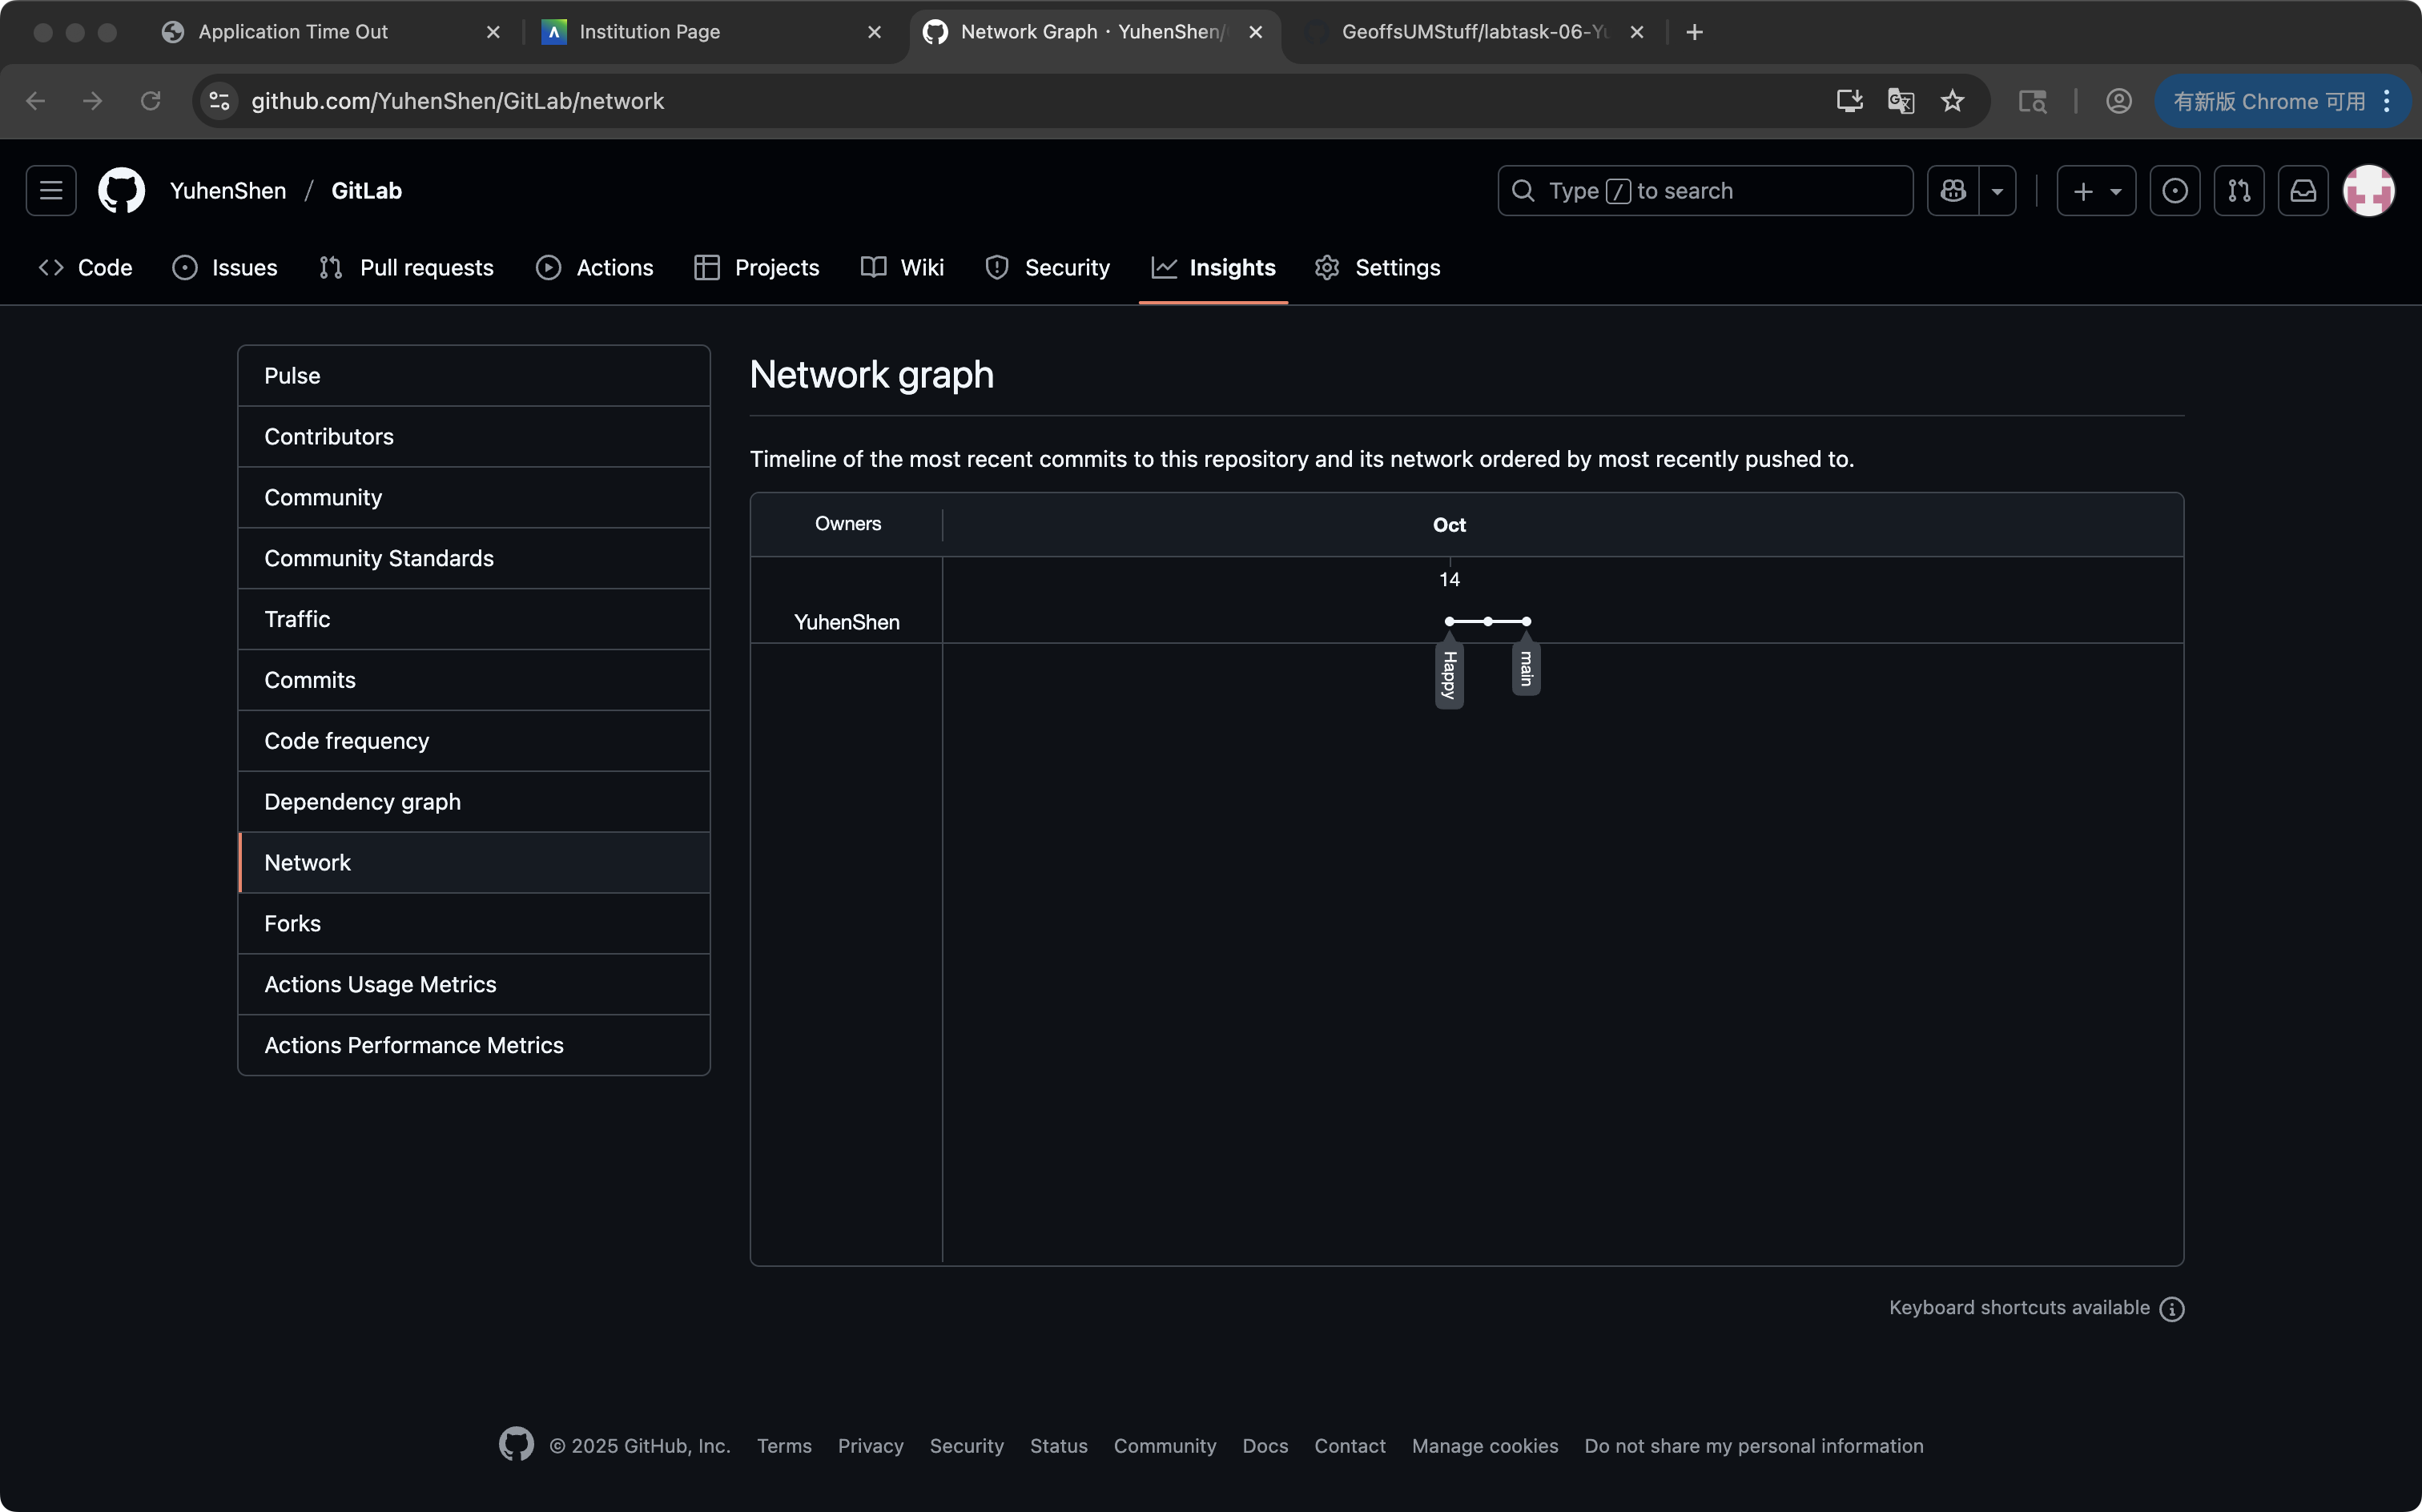 Application Time Out
Institution Page
Network Graph · YuhenShen/
GeoffsUMStuff/labtask-06-Yu
github.com/YuhenShen/GitLab/network
有新版 Chrome 可用
YuhenShen / GitLab
Type / to search
Code
Issues
Pull requests
Actions
Projects
Wiki
Security
Insights
Settings
Pulse
Contributors
Community
Community Standards
Traffic
Commits
Code frequency
Dependency graph
Network
Forks
Actions Usage Metrics
Actions Performance Metrics
Network graph
Timeline of the most recent commits to this repository and its network ordered by most recently pushed to.
Owners
Oct
14
YuhenShen
Happy
main
Keyboard shortcuts available
© 2025 GitHub, Inc.
Terms
Privacy
Security
Status
Community
Docs
Contact
Manage cookies
Do not share my personal information